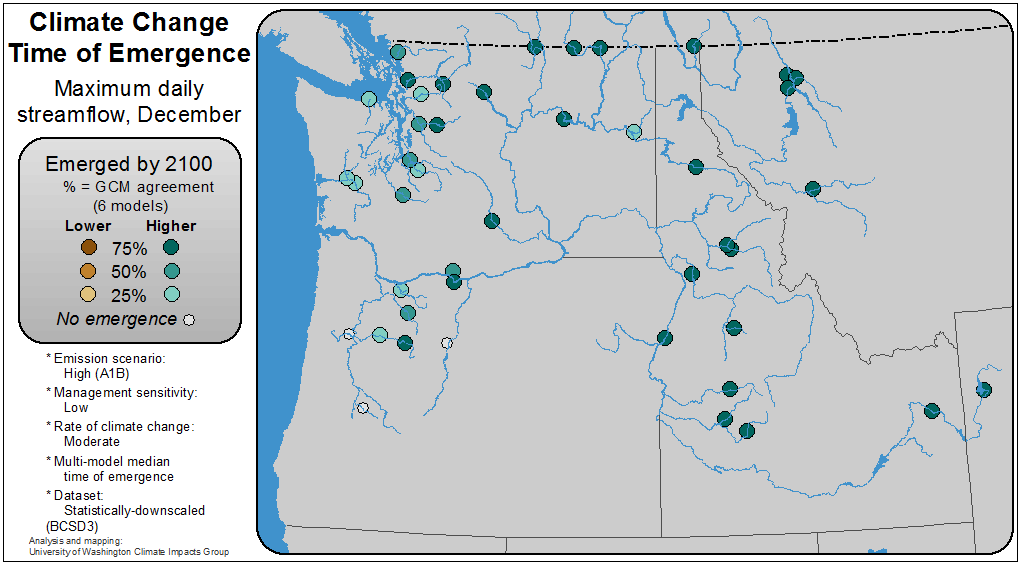 Climate Change
Time of Emergence
Maximum daily
streamflow, December
Emerged by 2100
% = GCM agreement
(6 models)
Lower Higher
75%
50%
25%
No emergence
* Emission scenario:
High (A1B)
* Management sensitivity:
Low
* Rate of climate change:
Moderate
* Multi-model median
time of emergence
* Dataset:
Statistically-downscaled
(BCSD3)
Analysis and mapping:
University of Washington Climate Impacts Group